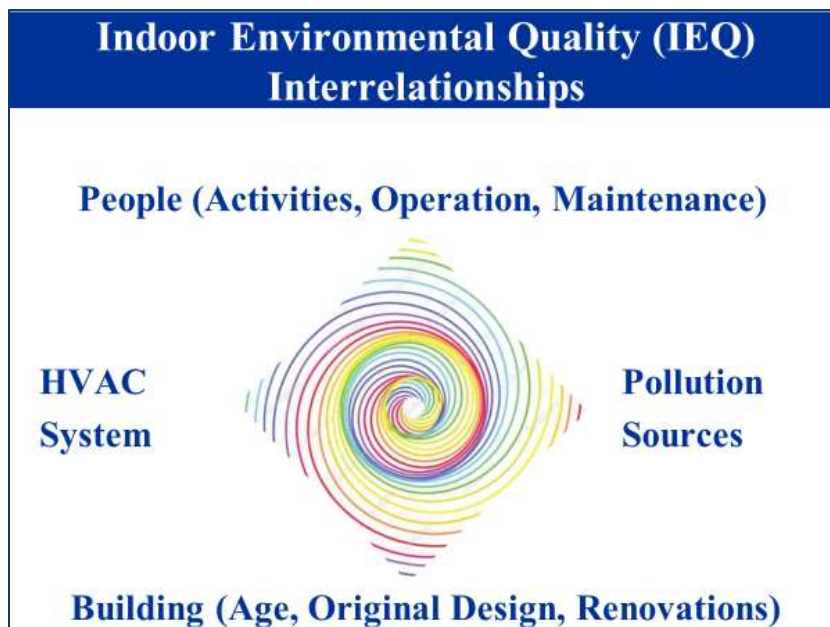 Indoor Environmental Quality (IEQ)
Interrelationships
People (Activities, Operation, Maintenance)
HVAC
System
Pollution
Sources
Building (Age, Original Design, Renovations)